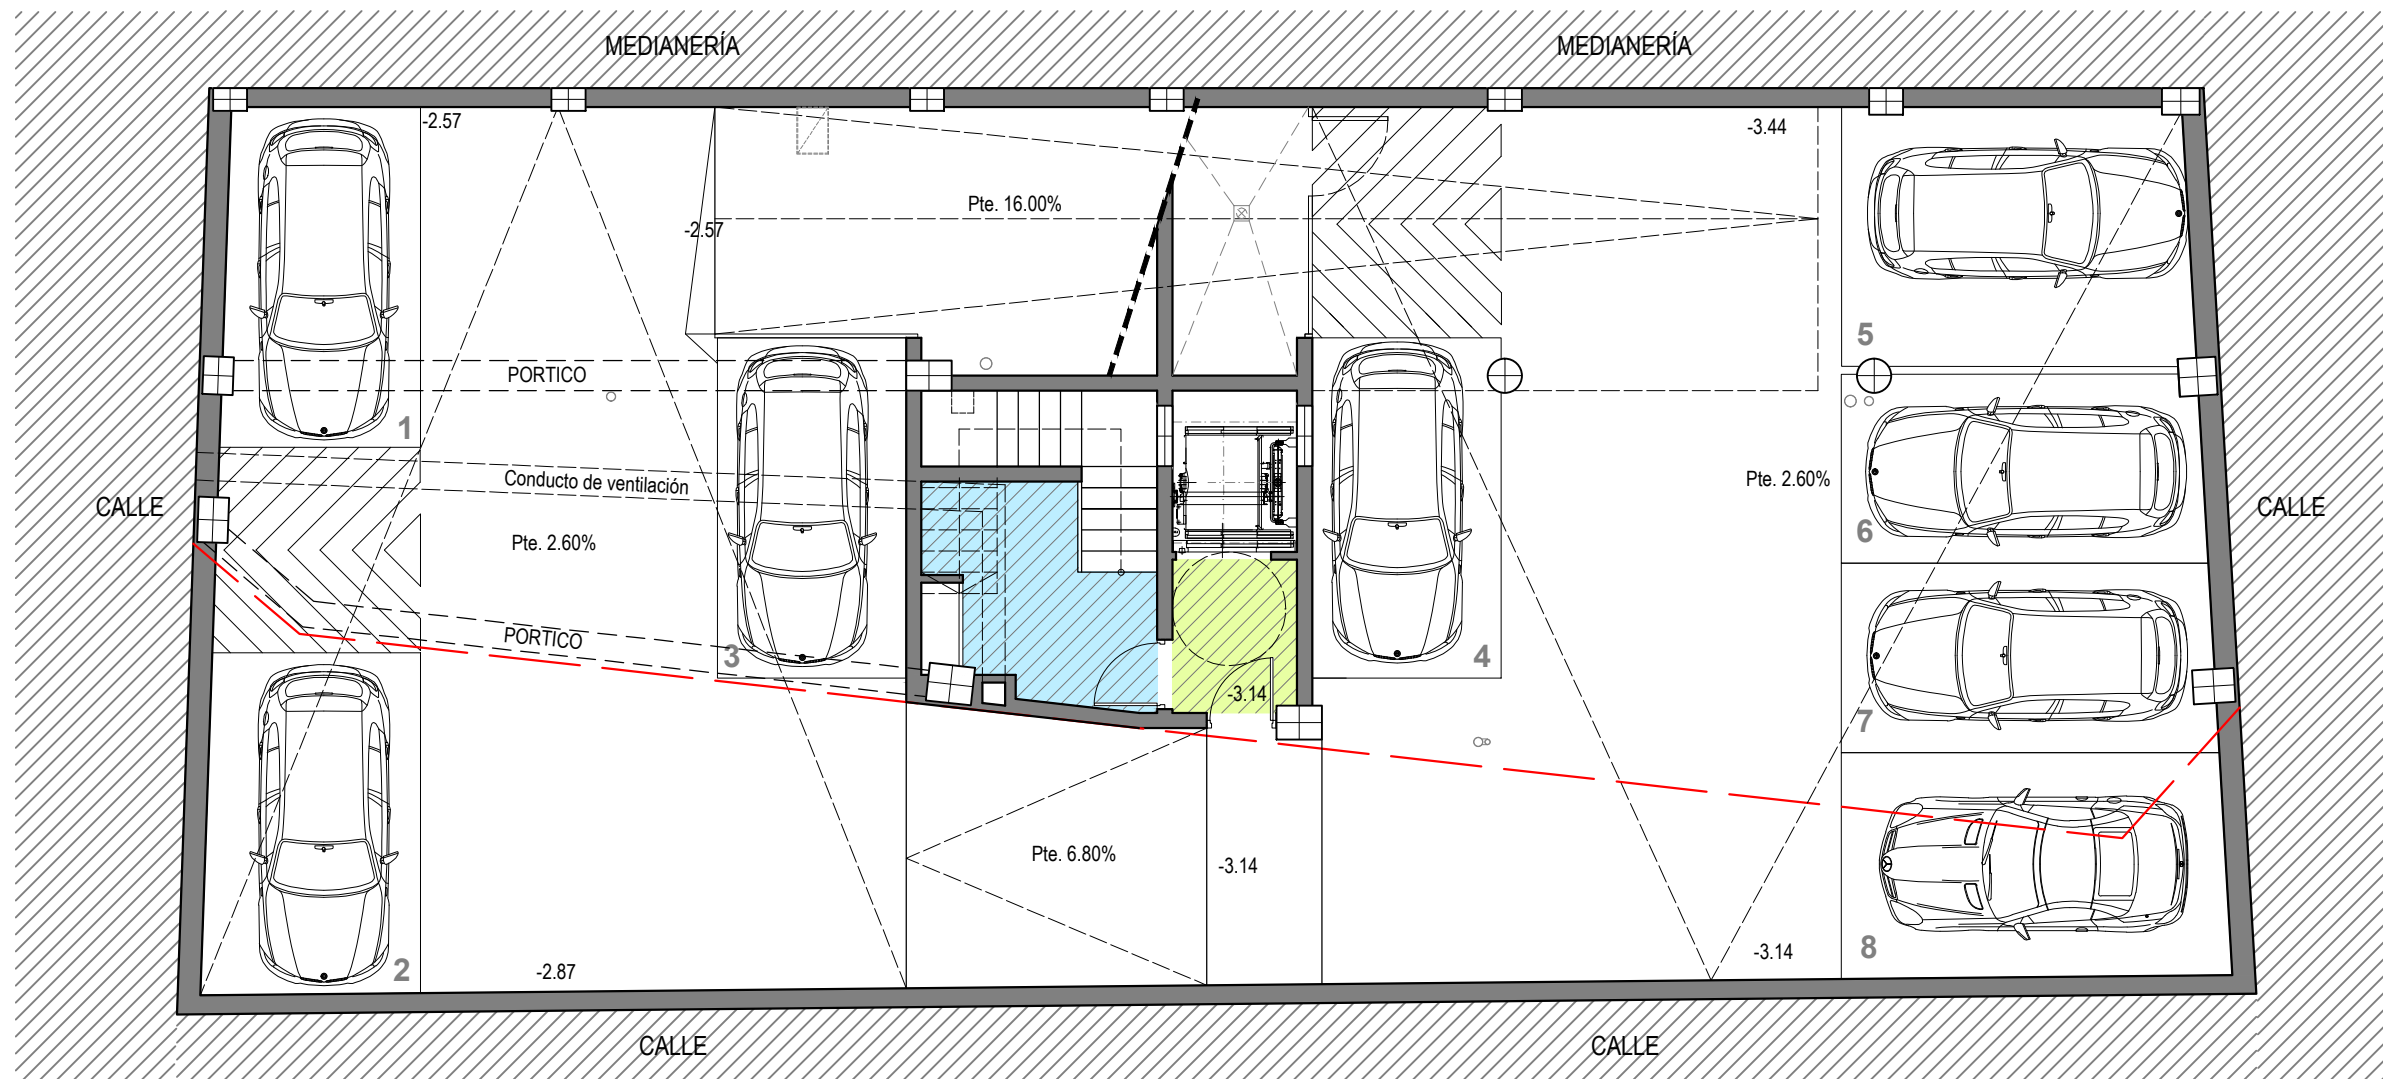 MEDIANERÍA
MEDIANERÍA
-2.57
-3.44
Pte. 16.00%
-2.57
5
PORTICO
1
Conducto de ventilación
Pte. 2.60%
CALLE
CALLE
6
Pte. 2.60%
PORTICO
3
4
-3.14
7
Pte. 6.80%
-3.14
8
-3.14
2
-2.87
CALLE
CALLE